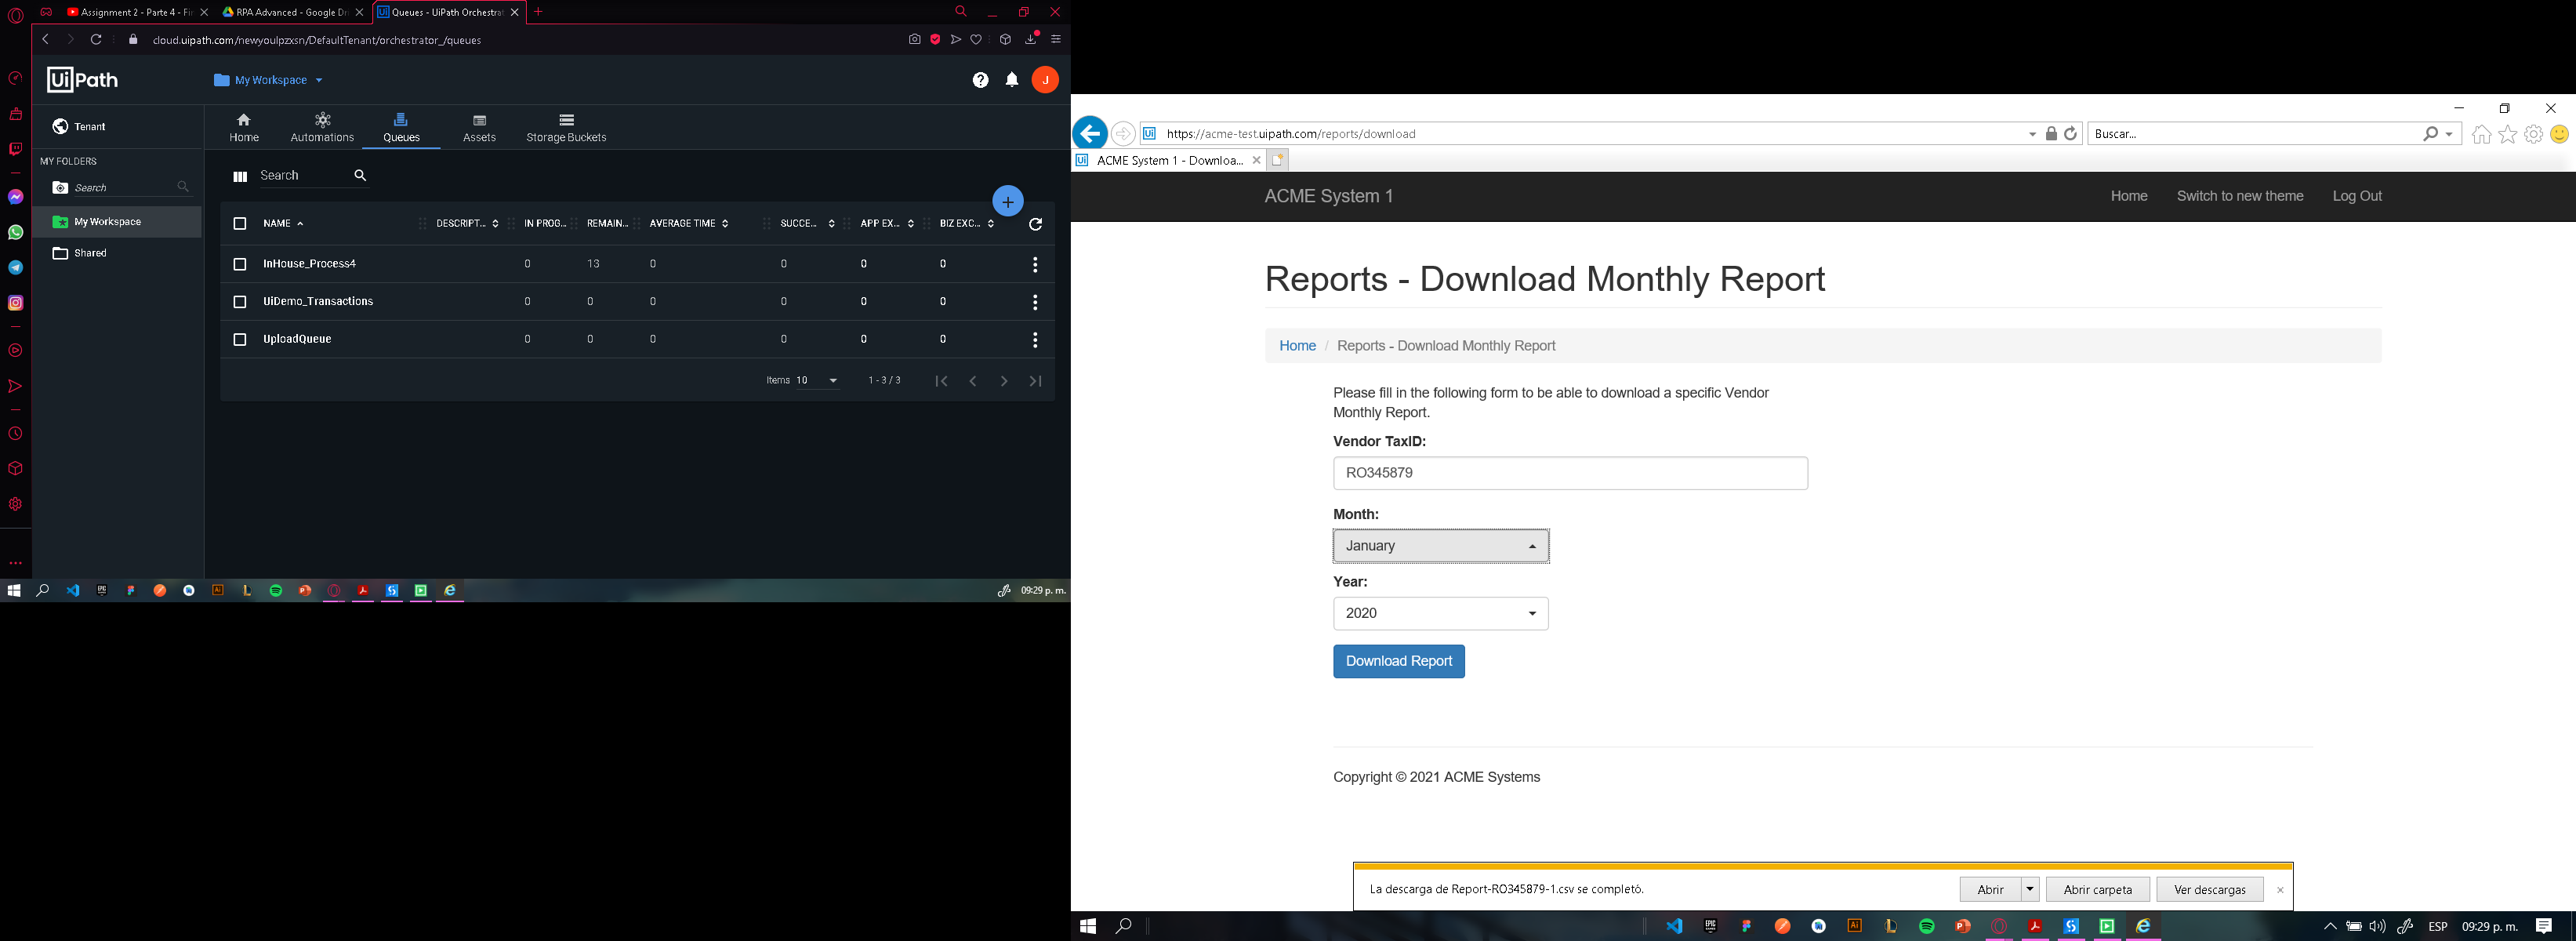 Assignment 2 - Parte 4 - Fir
RPA Advanced - Google Dri
Queues - UiPath Orchestrat
cloud.uipath.com/newyoulpzxsn/DefaultTenant/orchestrator_/queues
UiPath
My Workspace
J
Tenant
MY FOLDERS
Search
My Workspace
Shared
Home
Automations
Queues
Assets
Storage Buckets
Search
NAME DESCRIPT... IN PROG... REMAIN... AVERAGE TIME SUCCE... APP EX... BIZ EXC...
InHouse_Process4 0 13 0 0 0 0
UiDemo_Transactions 0 0 0 0 0 0
UploadQueue 0 0 0 0 0 0
Items 10 1 - 3 / 3
09:29 p. m.
https://acme-test.uipath.com/reports/download
Buscar...
ACME System 1 - Downloa...
ACME System 1
Home
Switch to new theme
Log Out
Reports - Download Monthly Report
Home / Reports - Download Monthly Report
Please fill in the following form to be able to download a specific Vendor
Monthly Report.
Vendor TaxID:
RO345879
Month:
January
Year:
2020
Download Report
Copyright © 2021 ACME Systems
La descarga de Report-RO345879-1.csv se completó.
Abrir
Abrir carpeta
Ver descargas
ESP
09:29 p. m.